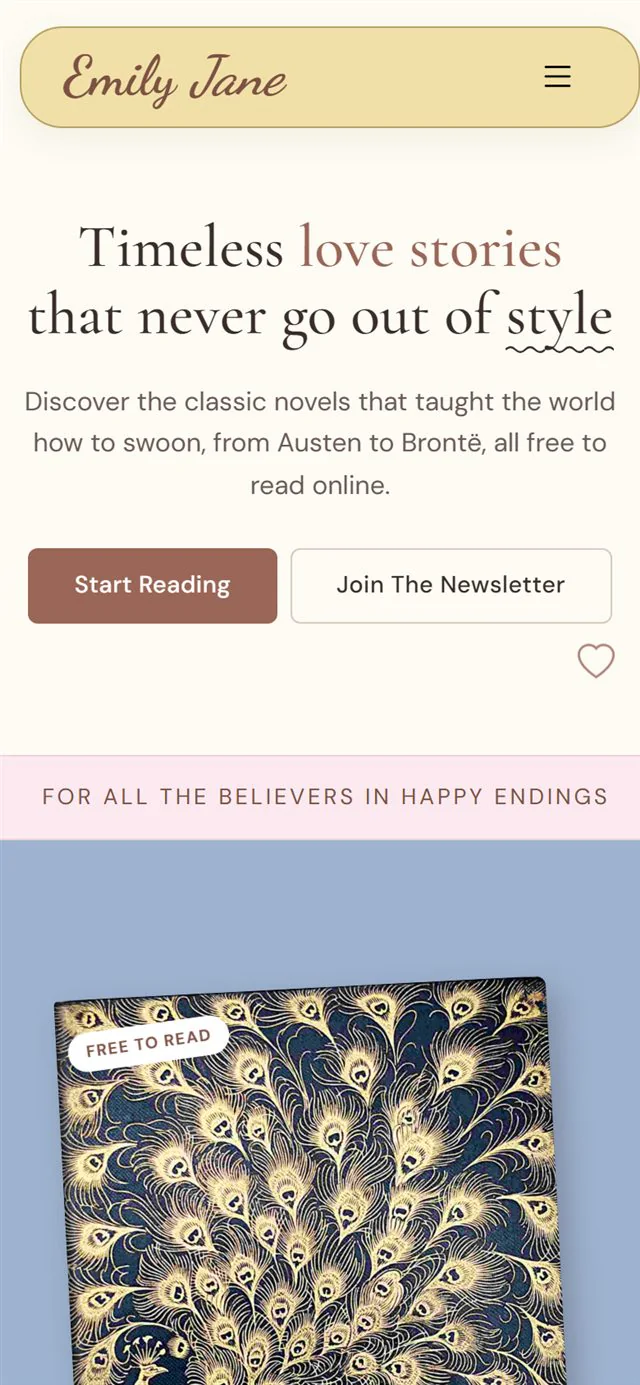 Emily Jane
Timeless love stories
that never go out of style
Discover the classic novels that taught the world
how to swoon, from Austen to Brontë, all free to
read online.
Start Reading
Join The Newsletter
FOR ALL THE BELIEVERS IN HAPPY ENDINGS
FREE TO READ